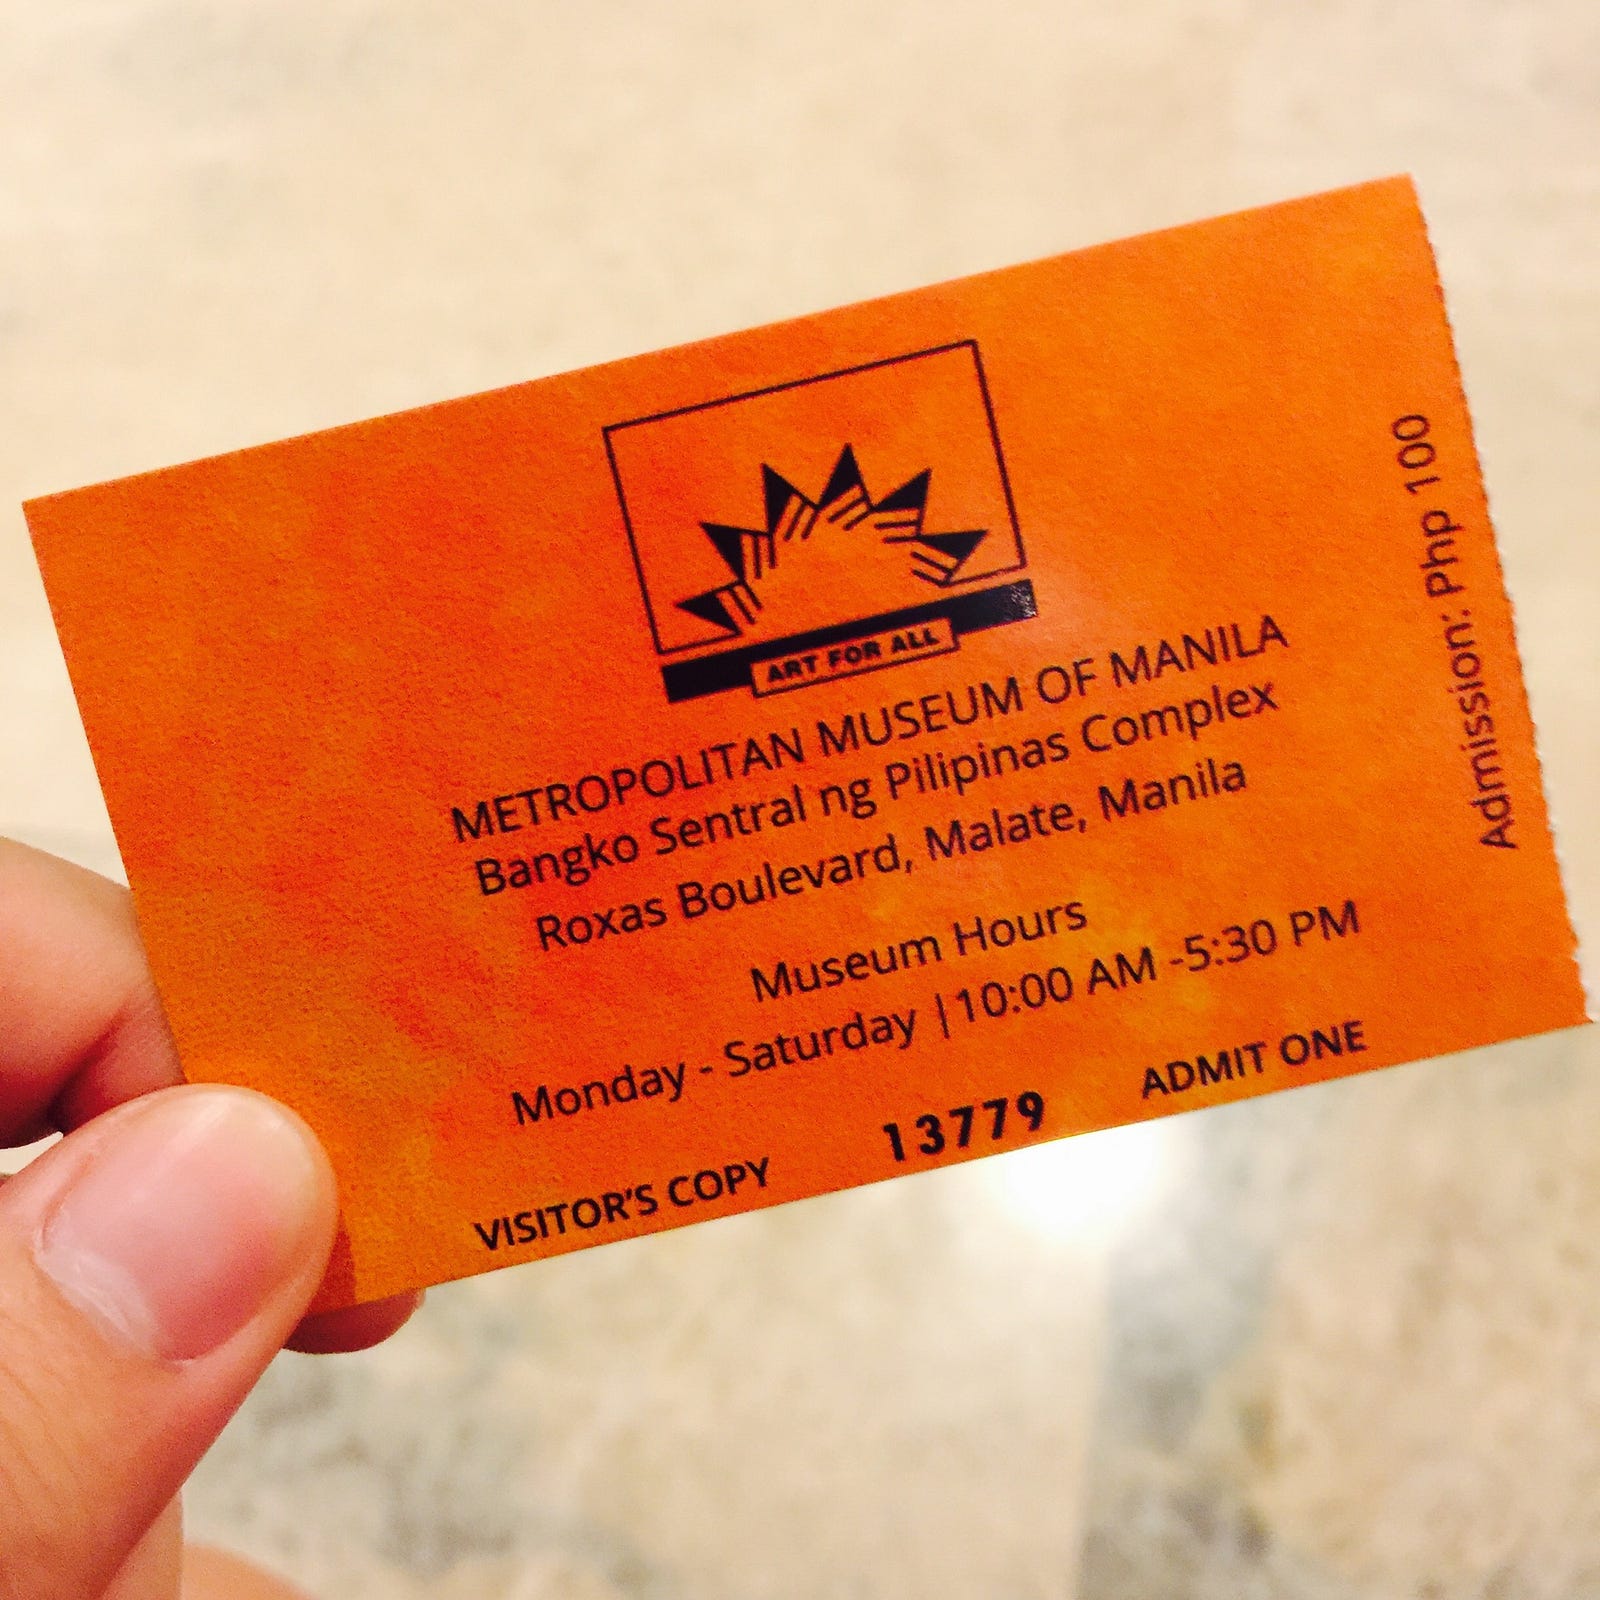 ART FOR ALL
METROPOLITAN MUSEUM OF MANILA
Bangko Sentral ng Pilipinas Complex
Roxas Boulevard, Malate, Manila
Museum Hours
Monday - Saturday |10:00 AM -5:30 PM
VISITOR'S COPY 13779 ADMIT ONE
Admission: Php 100